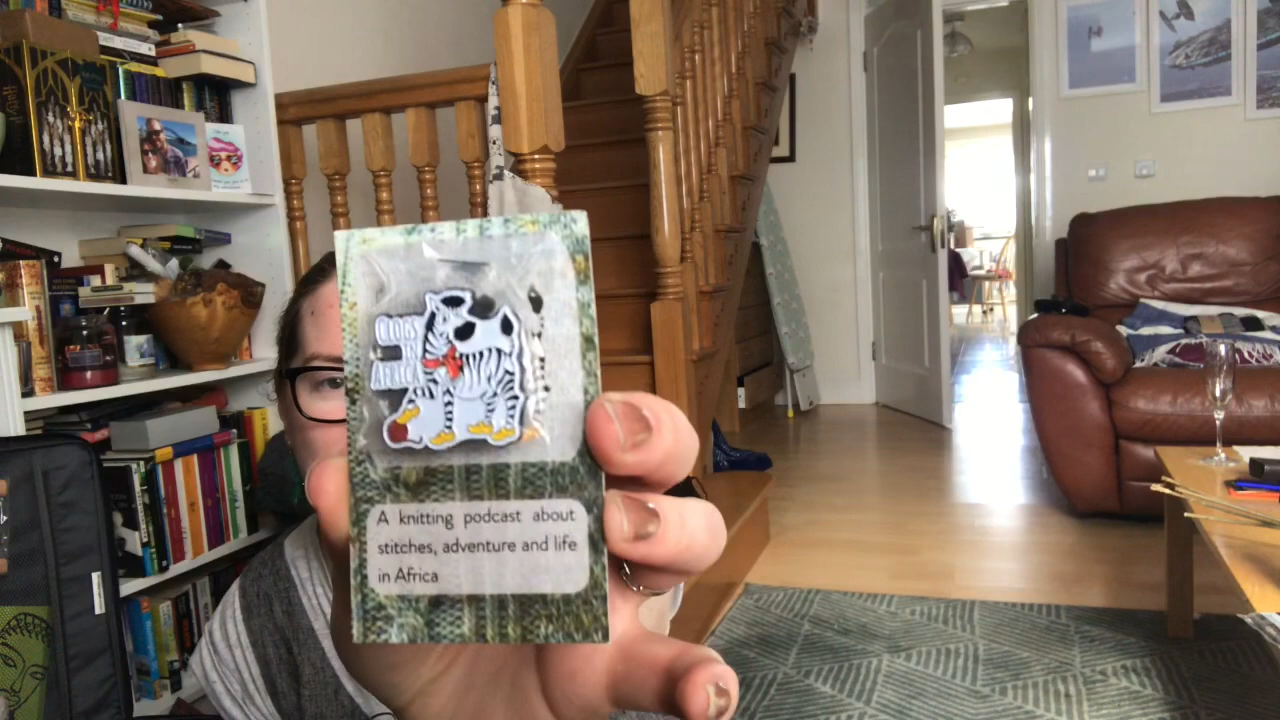 CLOGS
IN
AFRICA
A knitting podcast about
stitches, adventure and life
in Africa